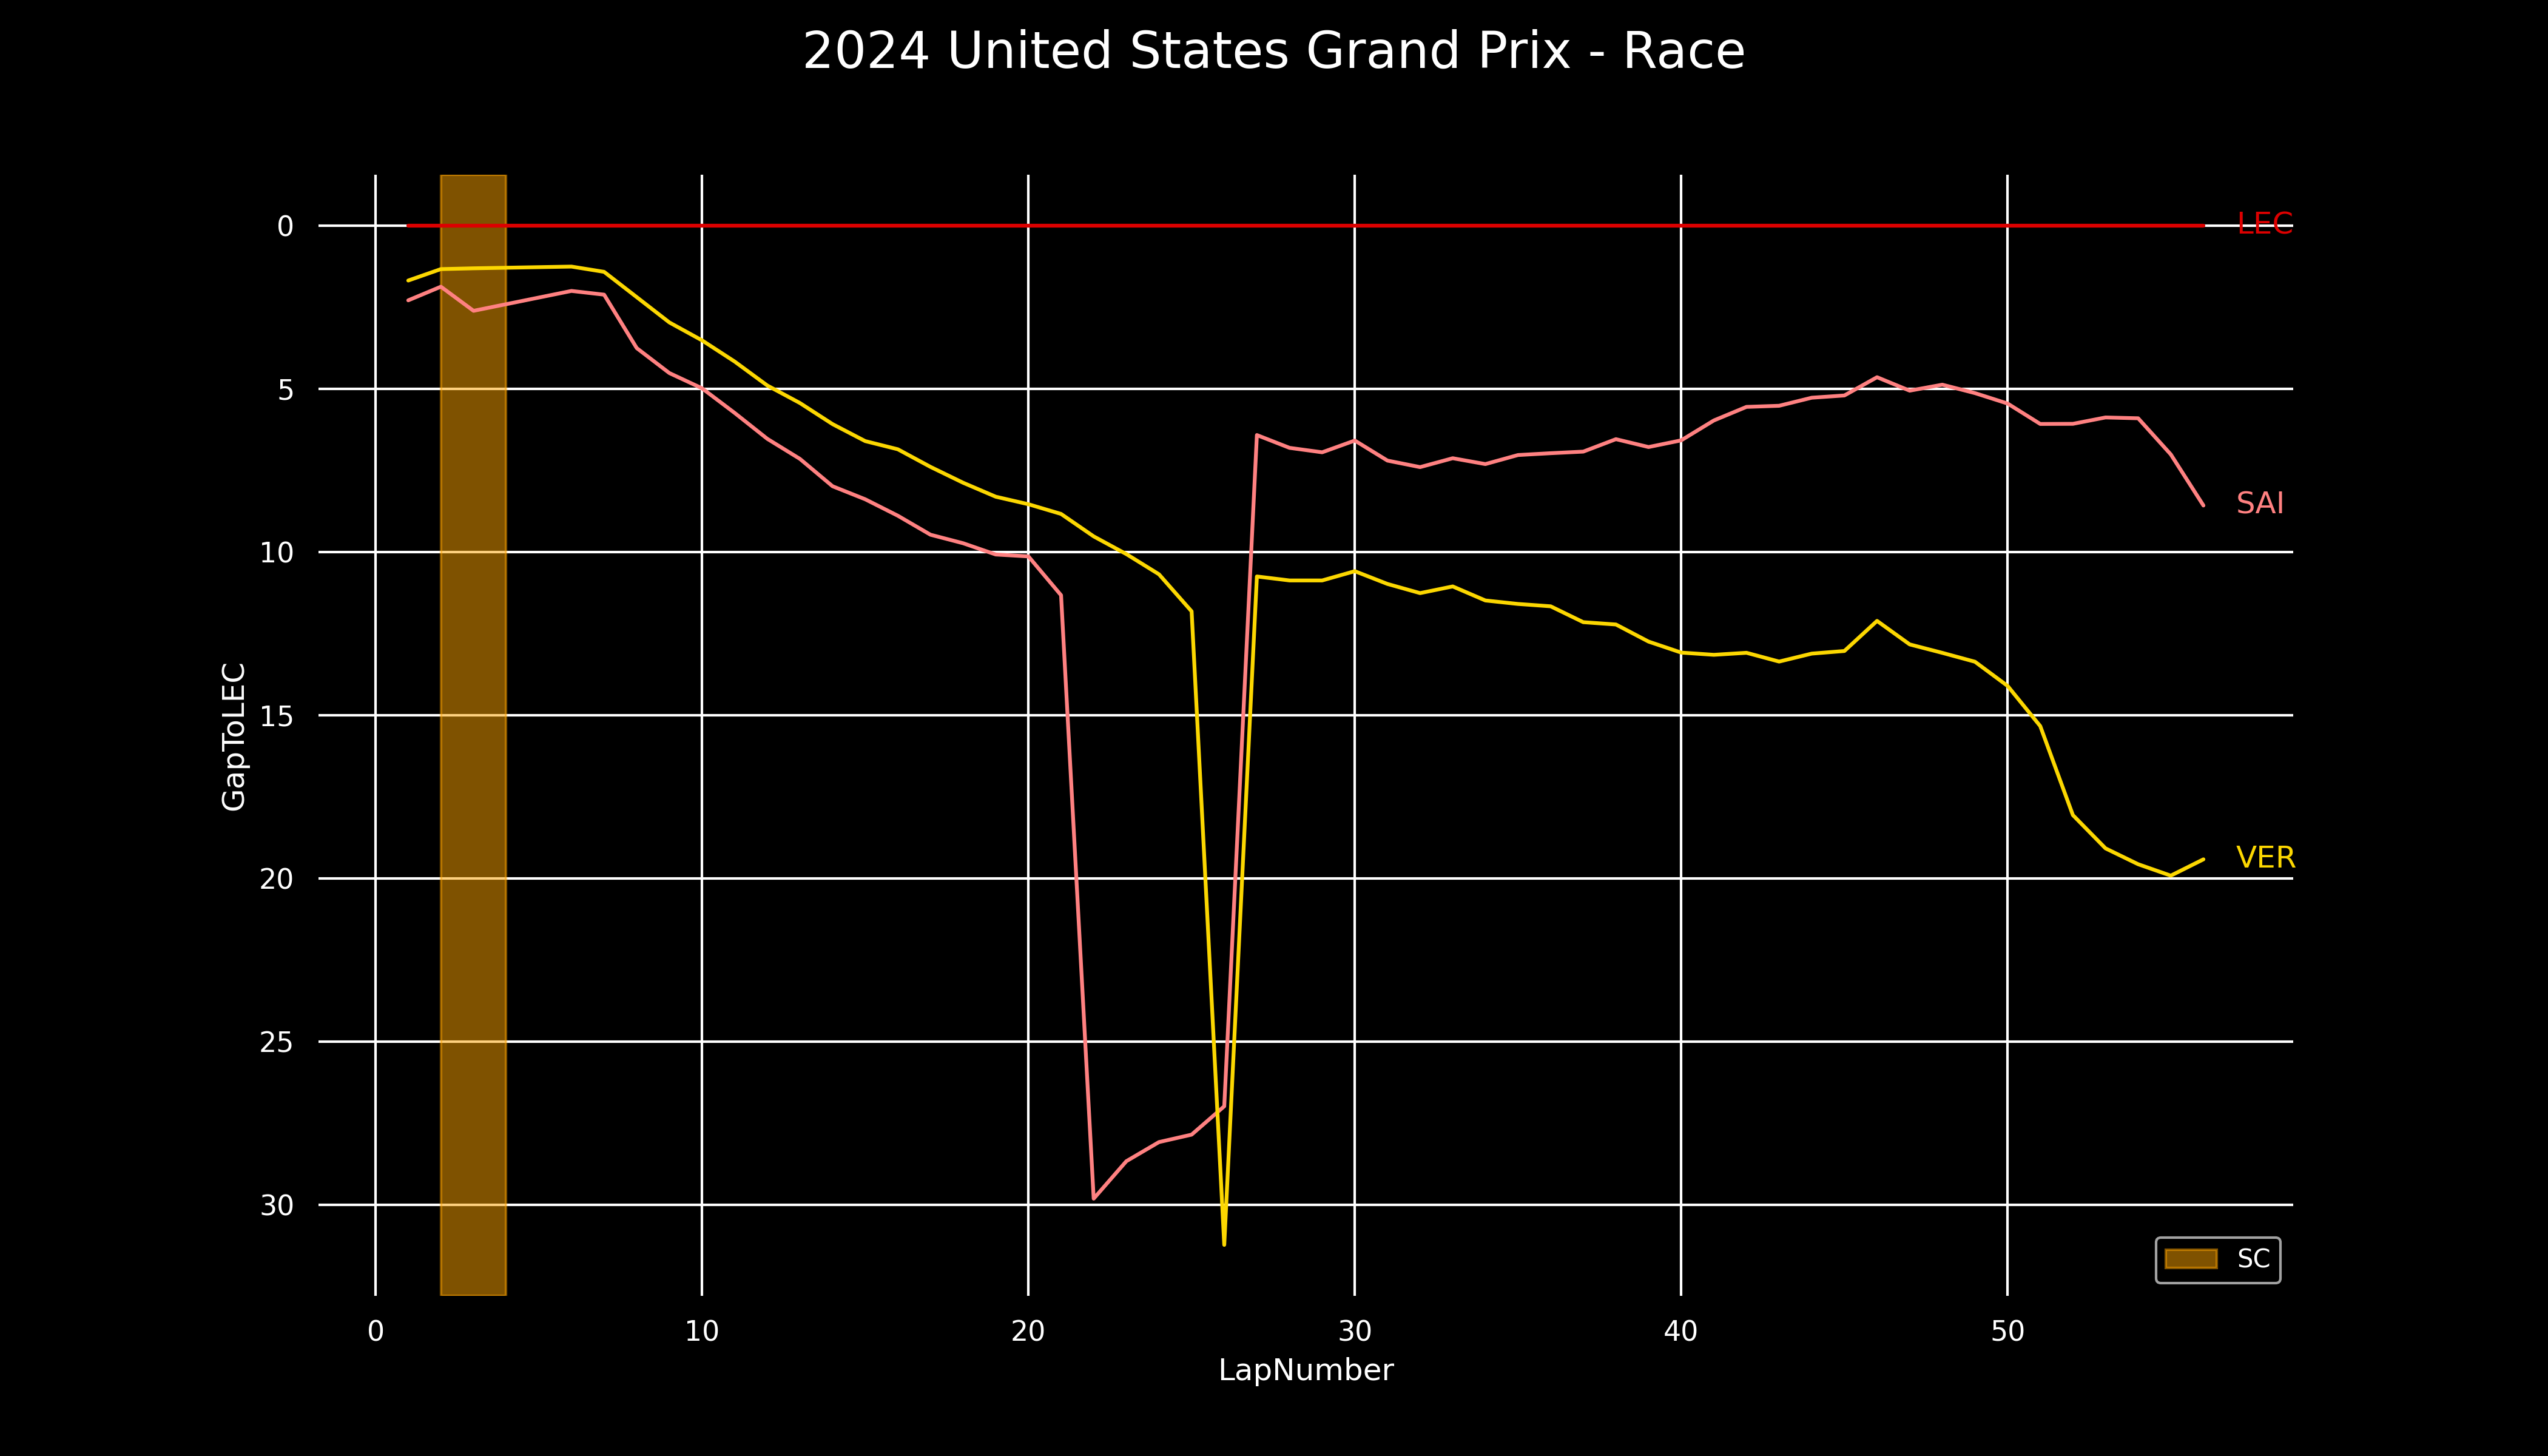 2024 United States Grand Prix - Race
GapToLEC
0
5
10
15
20
25
30
LEC
SAI
VER
SC
0 10 20 30 40 50
LapNumber